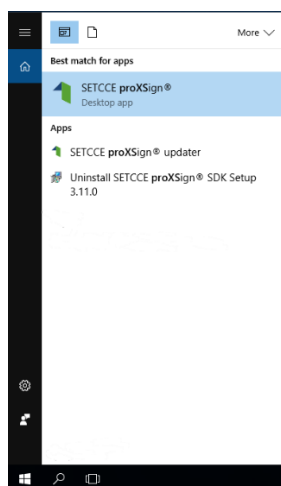 More
Best match for apps
SETCCE proXSign®
Desktop app
Apps
SETCCE proXSign® updater
Uninstall SETCCE proXSign® SDK Setup
3.11.0